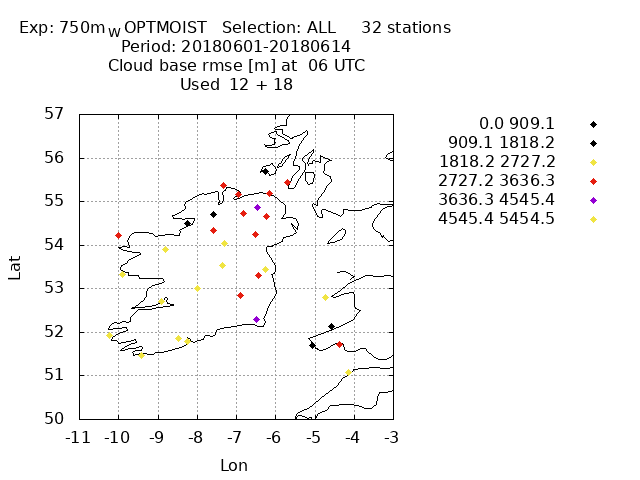 Exp: 750m_W OPTMOIST Selection: ALL 32 stations
Period: 20180601-20180614
Cloud base rmse [m] at 06 UTC
Used 12 + 18
0.0 909.1
909.1 1818.2
1818.2 2727.2
2727.2 3636.3
3636.3 4545.4
4545.4 5454.5
57
56
55
54
53
52
51
50
Lat
-11 -10 -9 -8 -7 -6 -5 -4 -3
Lon